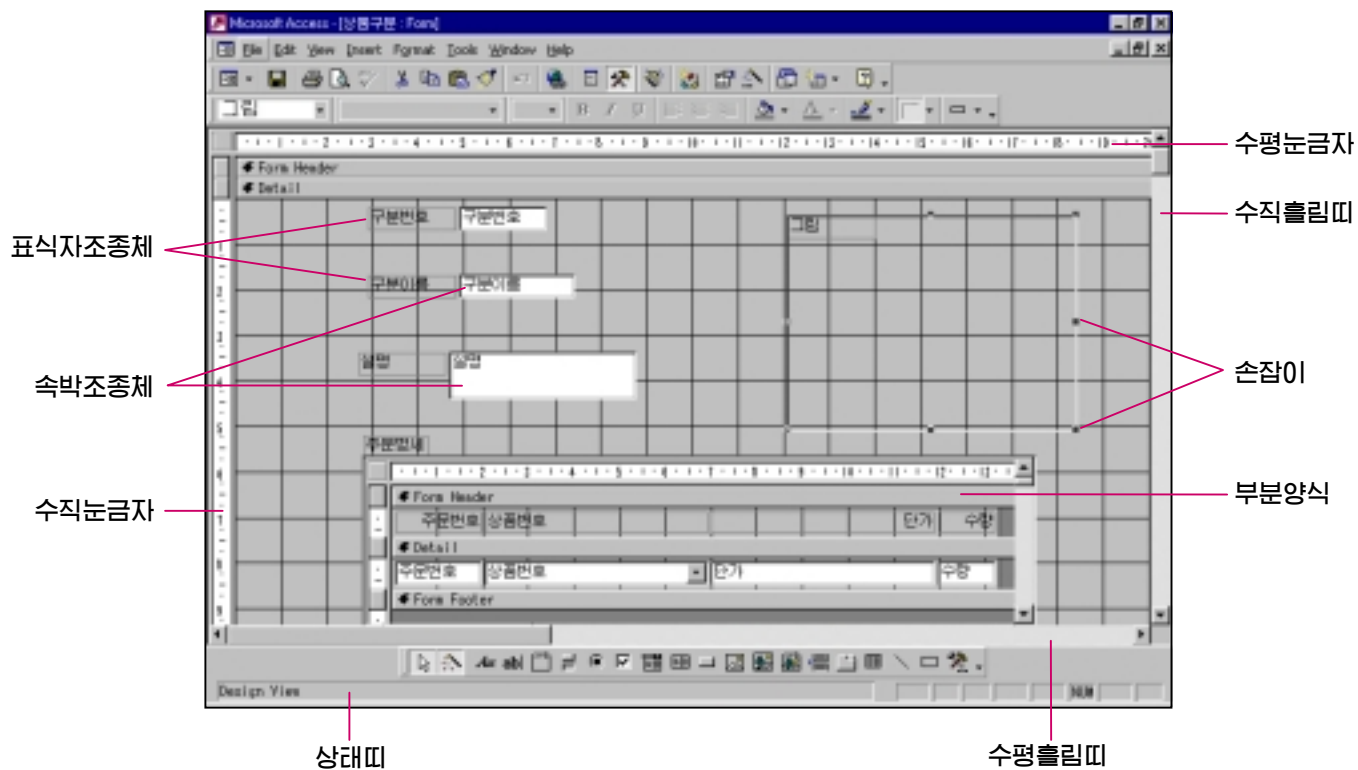 Microsoft Access - [상품구분 : Form]
File Edit View Insert Format Tools Window Help
그림
B I U
수평눈금자
Form Header
Detail
수직흘림띠
구분번호 구분번호
그림
표식자조종체
구분이름 구분이름
설명 설명
속박조종체
손잡이
주문명세
Form Header
부분양식
수직눈금자
주문번호 상품번호 단가 수량
Detail
주문번호 상품번호 단가 수량
Form Footer
Design View
NUM
상태띠
수평흘림띠